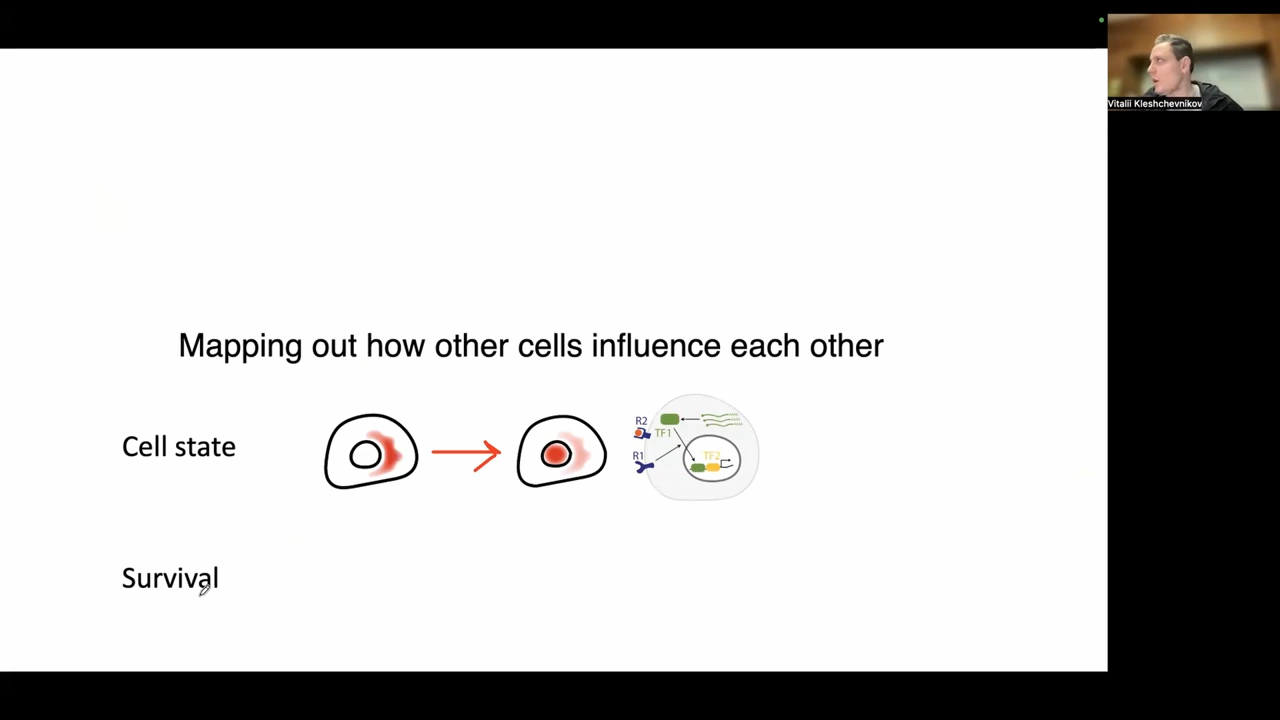 Vitalii Kleshchevnikov
Mapping out how other cells influence each other
Cell state
R2
TF1
R1
TF2
Survival